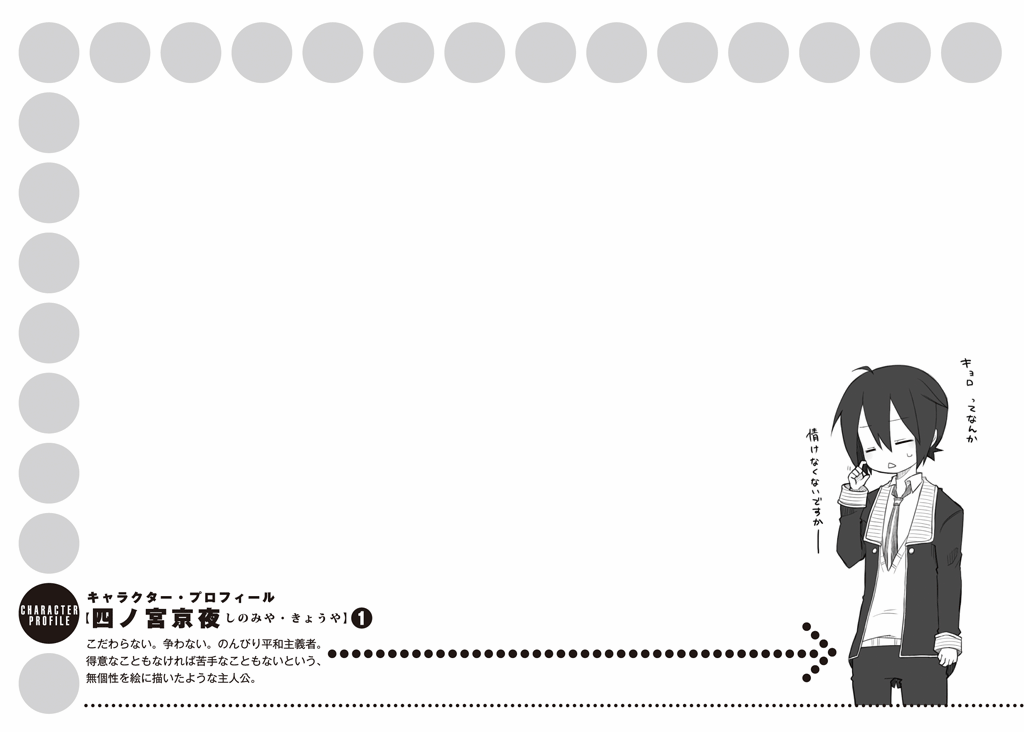 キョロ ってなんか
情けなくないですかー
CHARACTER
PROFILE
キャラクター・プロフィール
【四ノ宮京夜しのみや・きょうや】❶
こだわらない。争わない。のんびり平和主義者。
得意なこともなければ苦手なこともないという、
無個性を絵に描いたような主人公。